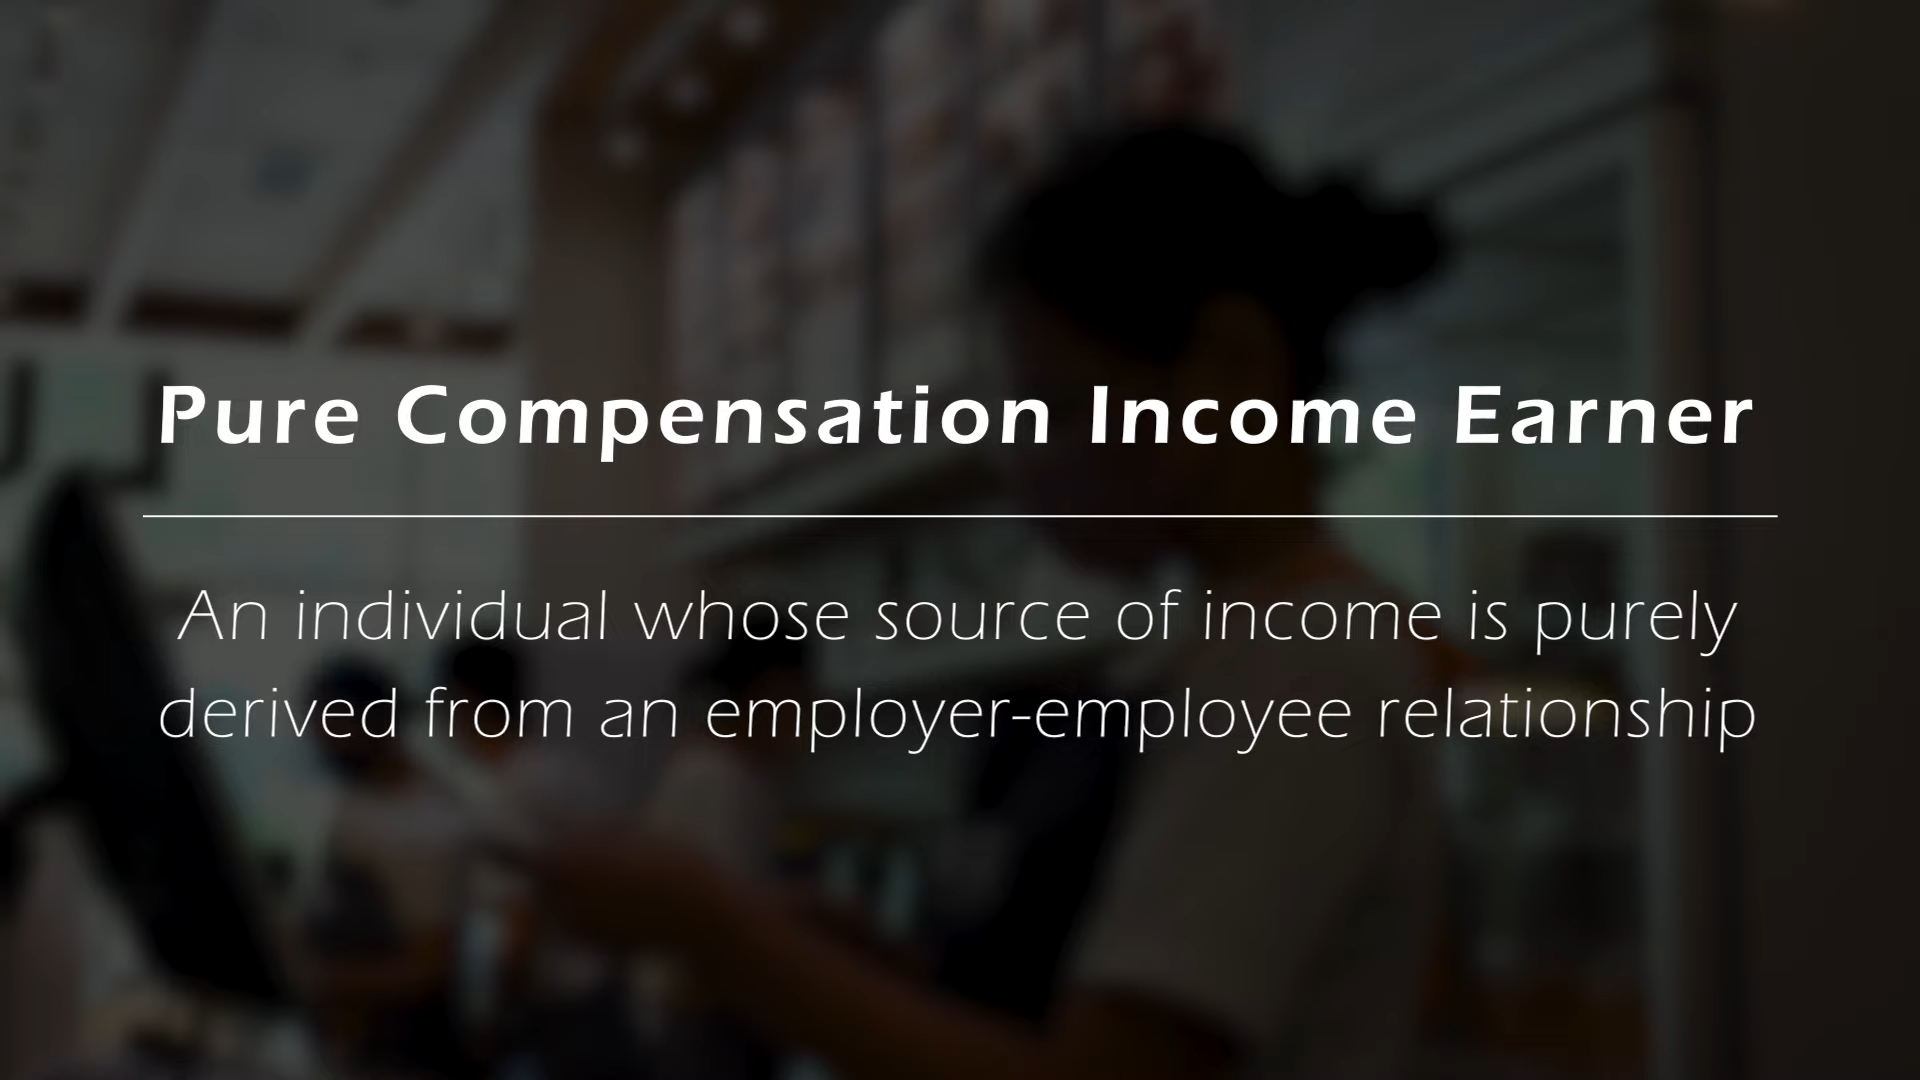 Pure Compensation Income Earner
An individual whose source of income is purely
derived from an employer-employee relationship